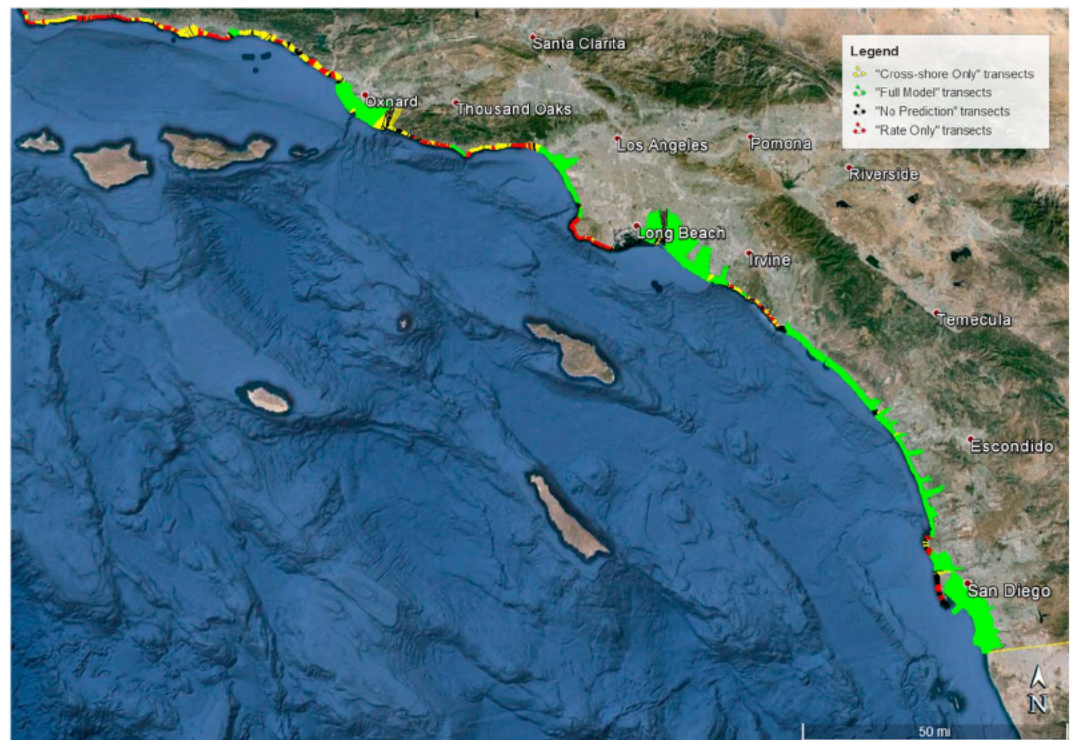 Santa Clarita
Legend
"Cross-shore Only" transects
"Full Model" transects
"No Prediction" transects
"Rate Only" transects
Oxnard
Thousand Oaks
Los Angeles
Pomona
Riverside
Long Beach
Irvine
Temecula
Escondido
San Diego
N
50 mi